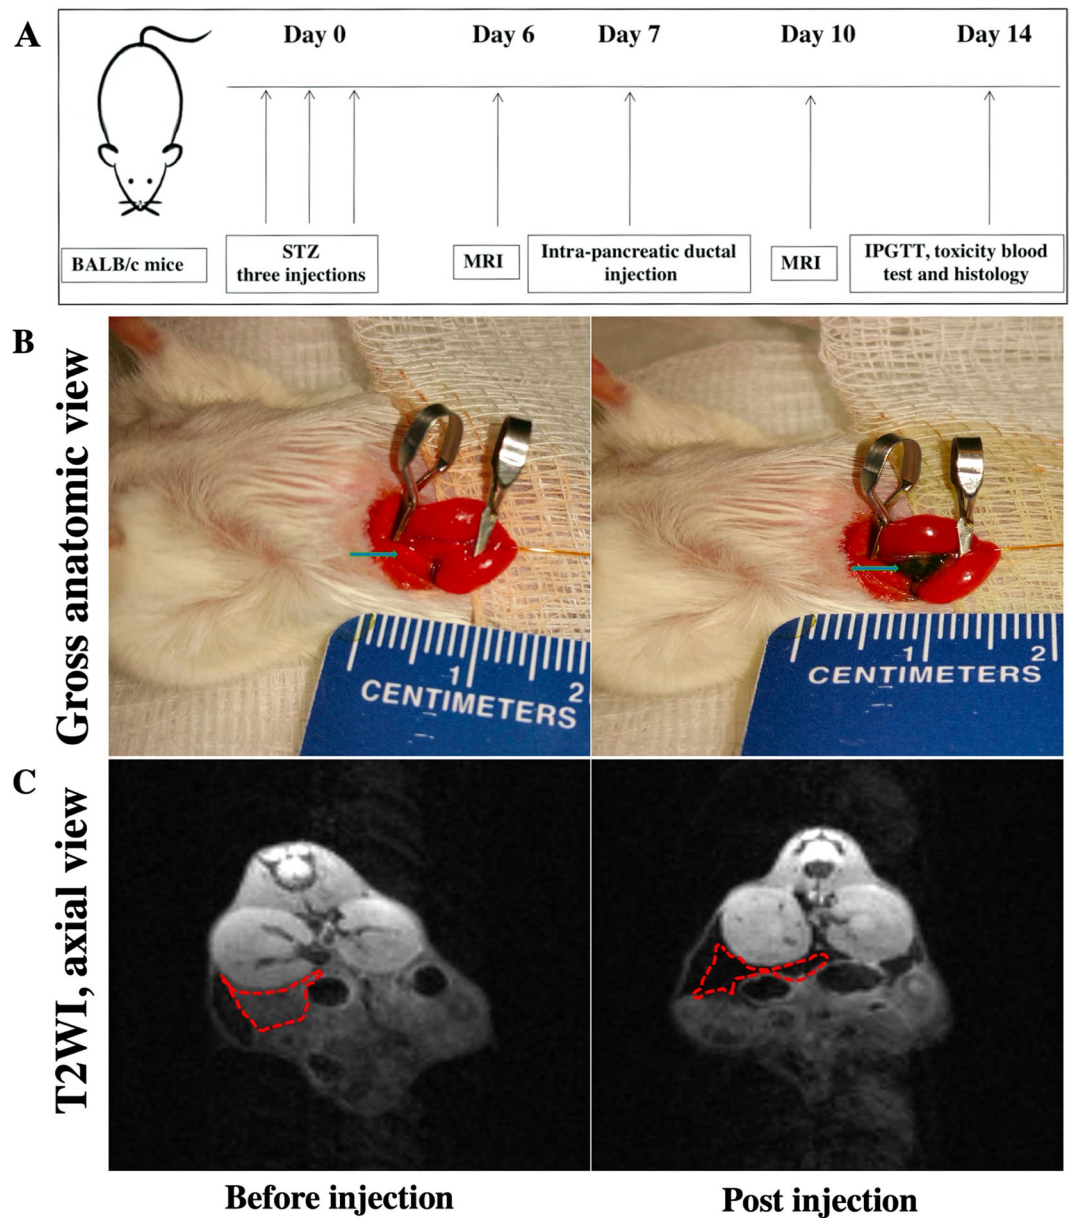 A
Day 0
Day 6
Day 7
Day 10
Day 14
BALB/c mice
STZ
three injections
MRI
Intra-pancreatic ductal
injection
MRI
IPGTT, toxicity blood
test and histology
B
Gross anatomic view
1
2
CENTIMETERS
1
2
CENTIMETERS
C
T2WI, axial view
Before injection
Post injection